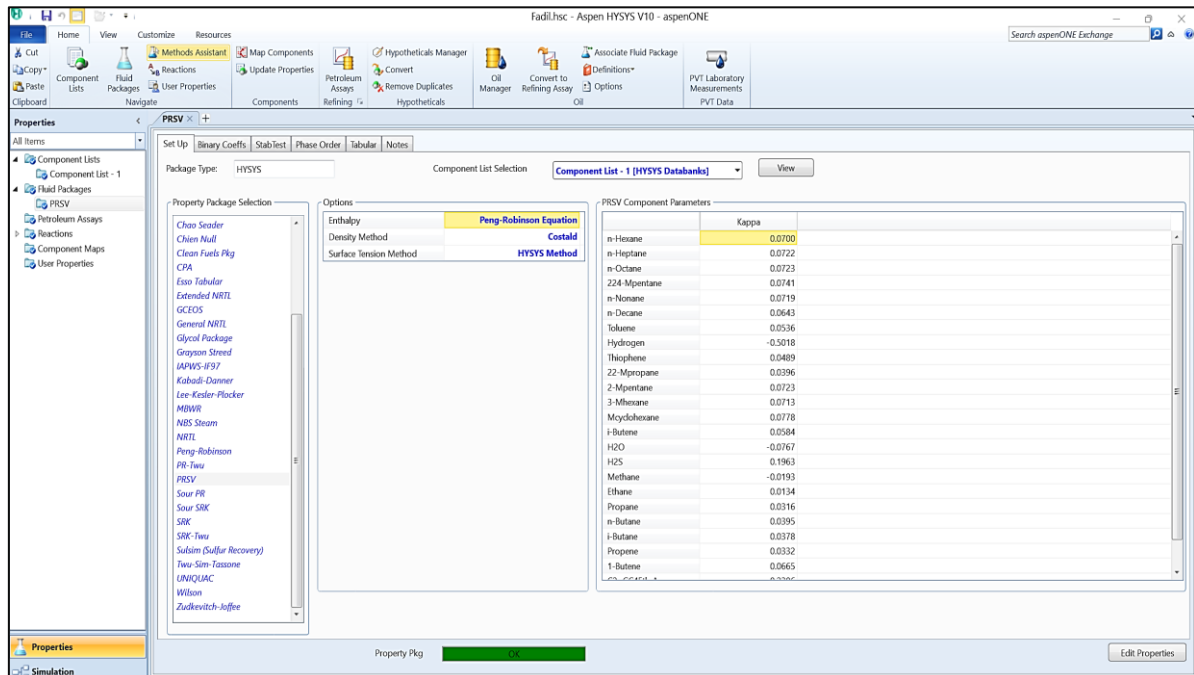 Fadil.hsc - Aspen HYSYS V10 - aspenONE
File Home View Customize Resources
Search aspenONE Exchange
Cut
Copy
Paste
Clipboard
Component Lists
Fluid Packages
Methods Assistant
Reactions
User Properties
Navigate
Map Components
Update Properties
Components
Petroleum Assays
Refining
Hypotheticals Manager
Convert
Remove Duplicates
Hypotheticals
Oil Manager
Convert to Refining Assay
Associate Fluid Package
Definitions
Options
Oil
PVT Laboratory Measurements
PVT Data
Properties
All Items
Component Lists
Component List - 1
Fluid Packages
PRSV
Petroleum Assays
Reactions
Component Maps
User Properties
Properties
Simulation
PRSV
Set Up Binary Coeffs StabTest Phase Order Tabular Notes
Package Type: HYSYS Component List Selection Component List - 1 [HYSYS Databanks] View
Property Package Selection
Chao Seader
Chien Null
Clean Fuels Pkg
CPA
Esso Tabular
Extended NRTL
GCEOS
General NRTL
Glycol Package
Grayson Streed
IAPWS-IF97
Kabadi-Danner
Lee-Kesler-Plocker
MBWR
NBS Steam
NRTL
Peng-Robinson
PR-Twu
PRSV
Sour PR
Sour SRK
SRK
SRK-Twu
Sulsim (Sulfur Recovery)
Twu-Sim-Tassone
UNIQUAC
Wilson
Zudkevitch-Joffee
Options
Enthalpy Peng-Robinson Equation
Density Method Costald
Surface Tension Method HYSYS Method
PRSV Component Parameters
Kappa
n-Hexane 0.0700
n-Heptane 0.0722
n-Octane 0.0723
224-Mpentane 0.0741
n-Nonane 0.0719
n-Decane 0.0643
Toluene 0.0536
Hydrogen -0.5018
Thiophene 0.0489
22-Mpropane 0.0396
2-Mpentane 0.0723
3-Mhexane 0.0713
Mcyclohexane 0.0778
i-Butene 0.0584
H2O -0.0767
H2S 0.1963
Methane -0.0193
Ethane 0.0134
Propane 0.0316
n-Butane 0.0395
i-Butane 0.0378
Propene 0.0332
1-Butene 0.0665
Property Pkg OK
Edit Properties